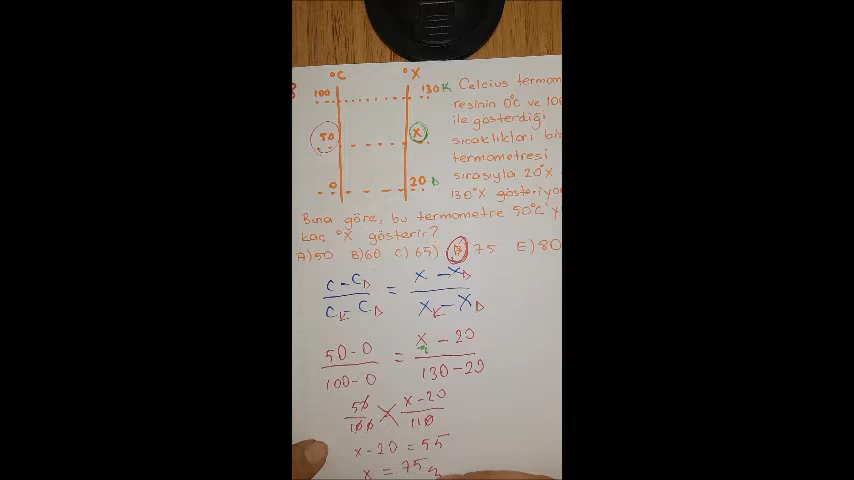 °C °X Celcius termom
100 130 K resinin 0°C ve 10
ile gösterdiği
50 X sıcaklıkları bi
termometresi
0 20 D sırasıyla 20°X
130°X gösteriyo
Buna göre, bu termometre 50°C'y
kaç °X gösterir?
A)50 B)60 C)65) D)75 E)80
C-C_D / C_K-C_D = X-X_D / X_K-X_D
50-0 / 100-0 = X-20 / 130-20
50 / 100 X x-20 / 110
x-20 = 55
x = 75